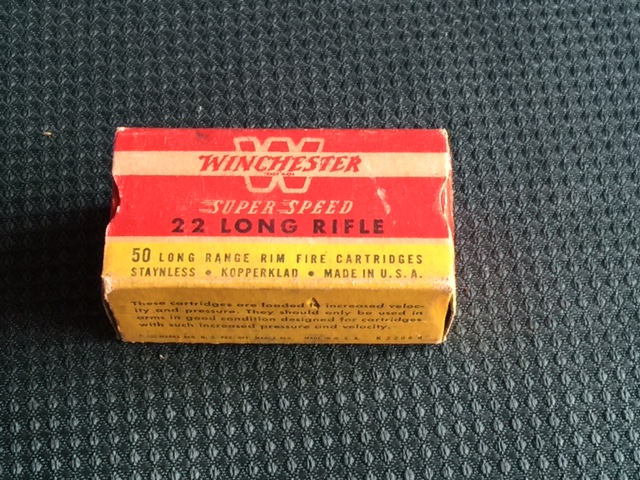 W
WINCHESTER
SUPER SPEED
22 LONG RIFLE
50 LONG RANGE RIM FIRE CARTRIDGES
STAYNLESS • KOPPERKLAD • MADE IN U.S.A.
These cartridges are loaded to increased veloc-
ity and pressure. They should only be used in
arms in good condition designed for cartridges
with such increased pressure and velocity.
MADE IN U.S.A.